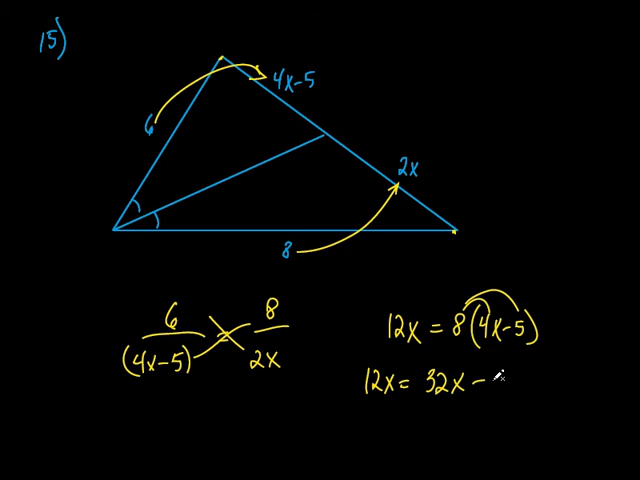 15)
4x-5
6
2x
8
6/(4x-5) = 8/2x
12x = 8(4x-5)
12x = 32x -